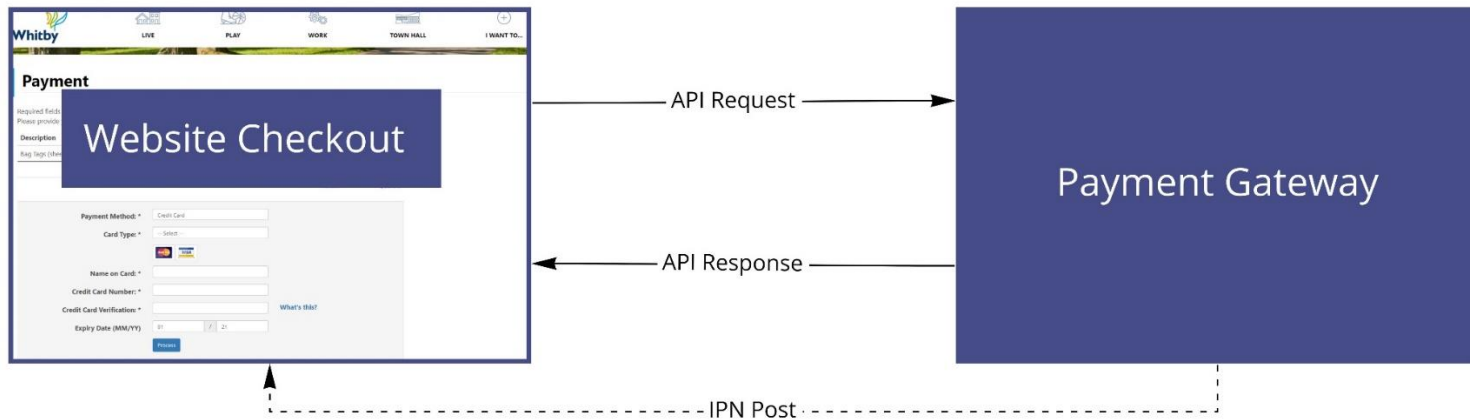 Whitby
LIVE
PLAY
WORK
TOWN HALL
I WANT TO...
Payment
Required fields
Please provide
Description
Bag Tags (shee
Website Checkout
Payment Method: *
Credit Card
Card Type: *
-- Select --
Name on Card: *
Credit Card Number: *
Credit Card Verification: *
What's this?
Expiry Date (MM/YY)
01 / 21
Process
API Request
API Response
Payment Gateway
IPN Post